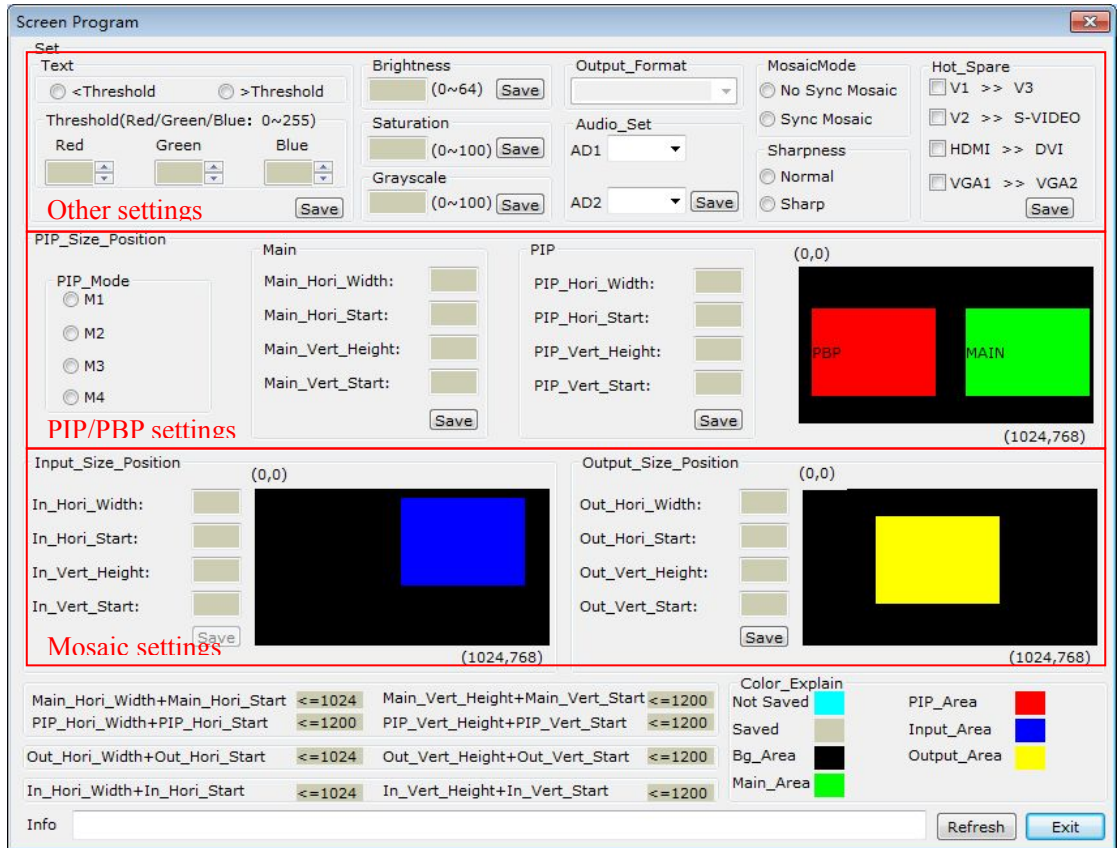 Screen Program
Set
Text
<Threshold >Threshold
Threshold(Red/Green/Blue: 0~255)
Red Green Blue
Other settings
Save
Brightness
(0~64) Save
Saturation
(0~100) Save
Grayscale
(0~100) Save
Output_Format
Audio_Set
AD1
AD2 Save
MosaicMode
No Sync Mosaic
Sync Mosaic
Sharpness
Normal
Sharp
Hot_Spare
V1 >> V3
V2 >> S-VIDEO
HDMI >> DVI
VGA1 >> VGA2
Save
PIP_Size_Position
PIP_Mode
M1
M2
M3
M4
PIP/PBP settings
Main
Main_Hori_Width:
Main_Hori_Start:
Main_Vert_Height:
Main_Vert_Start:
Save
PIP
PIP_Hori_Width:
PIP_Hori_Start:
PIP_Vert_Height:
PIP_Vert_Start:
Save
(0,0)
PBP MAIN
(1024,768)
Input_Size_Position
(0,0)
In_Hori_Width:
In_Hori_Start:
In_Vert_Height:
In_Vert_Start:
Save
Mosaic settings
(1024,768)
Output_Size_Position
(0,0)
Out_Hori_Width:
Out_Hori_Start:
Out_Vert_Height:
Out_Vert_Start:
Save
(1024,768)
Main_Hori_Width+Main_Hori_Start <=1024 Main_Vert_Height+Main_Vert_Start <=1200
PIP_Hori_Width+PIP_Hori_Start <=1200 PIP_Vert_Height+PIP_Vert_Start <=1200
Out_Hori_Width+Out_Hori_Start <=1024 Out_Vert_Height+Out_Vert_Start <=1200
In_Hori_Width+In_Hori_Start <=1024 In_Vert_Height+In_Vert_Start <=1200
Color_Explain
Not Saved PIP_Area
Saved Input_Area
Bg_Area Output_Area
Main_Area
Info Refresh Exit